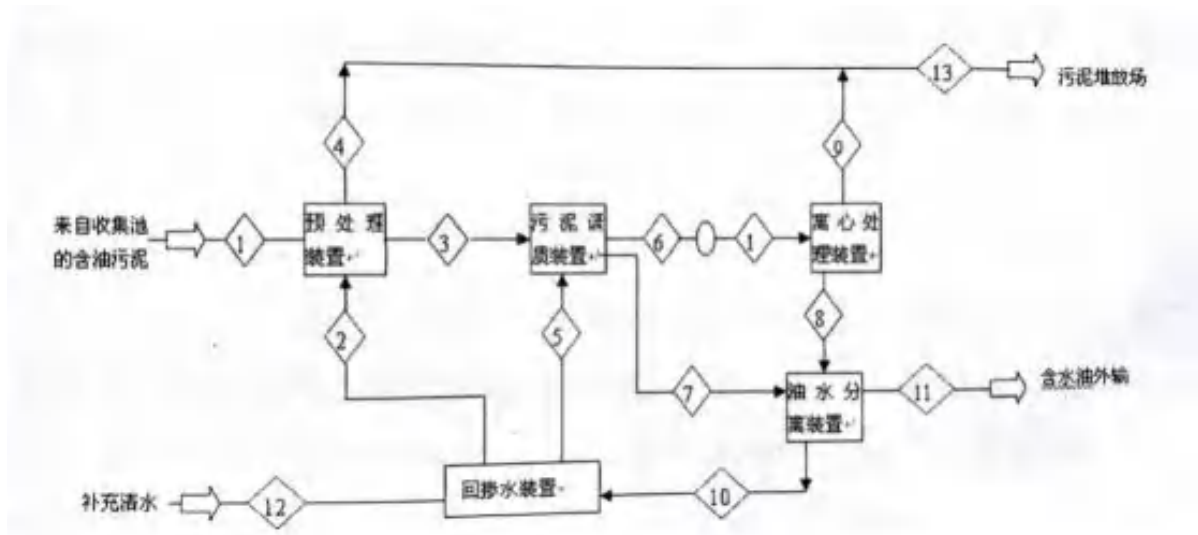 13
污泥堆放场
4
9
来自收集池
的含油污泥
1
预处理
装置
3
污泥调
质装置
6
1
离心处
理装置
2
5
8
7
油水分
离装置
11
含水油外输
补充清水
12
回掺水装置
10